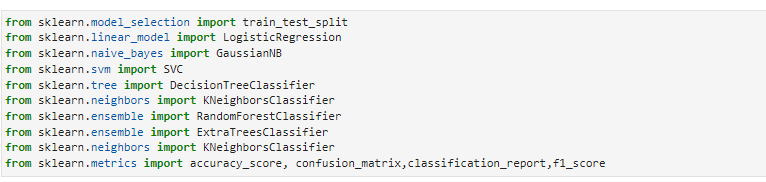 from sklearn.model_selection import train_test_split
from sklearn.linear_model import LogisticRegression
from sklearn.naive_bayes import GaussianNB
from sklearn.svm import SVC
from sklearn.tree import DecisionTreeClassifier
from sklearn.neighbors import KNeighborsClassifier
from sklearn.ensemble import RandomForestClassifier
from sklearn.ensemble import ExtraTreesClassifier
from sklearn.neighbors import KNeighborsClassifier
from sklearn.metrics import accuracy_score, confusion_matrix,classification_report,f1_score